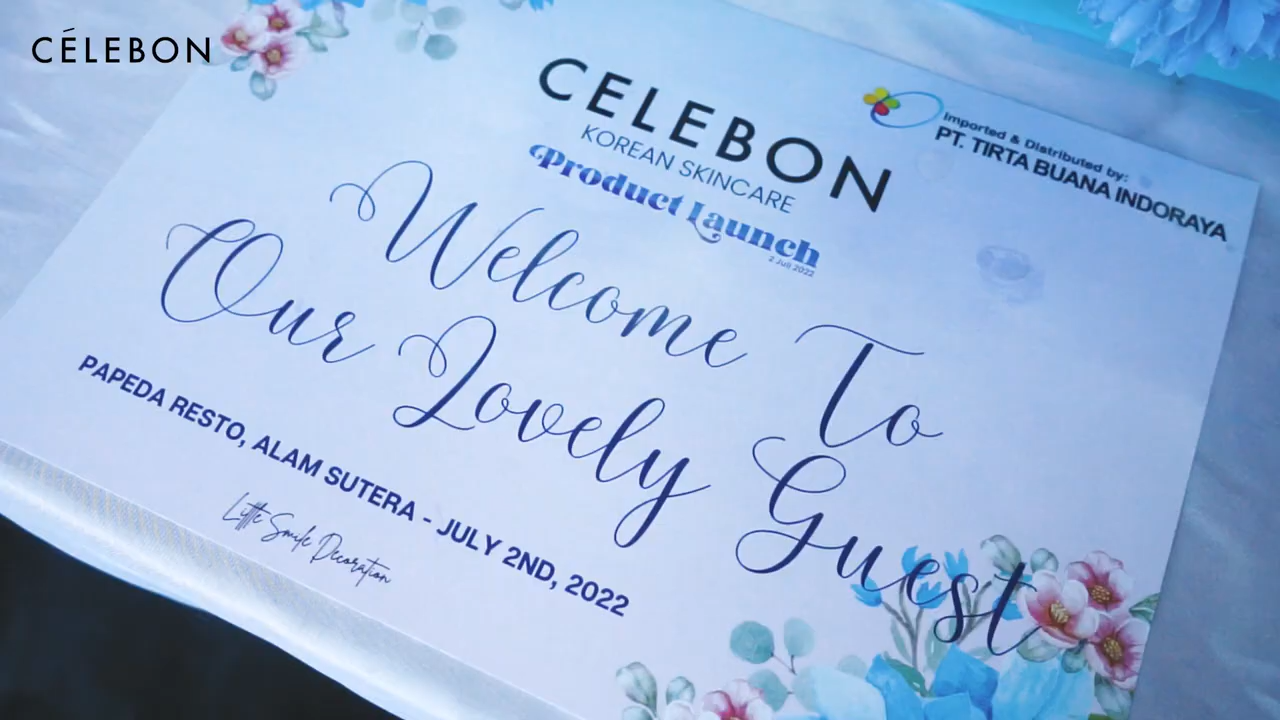 CÉLEBON
CELEBON
KOREAN SKINCARE
Product Launch
2 Juli 2022
Imported & Distributed by:
PT. TIRTA BUANA INDORAYA
Welcome To
Our Lovely Guest
PAPEDA RESTO, ALAM SUTERA - JULY 2ND, 2022
Little Smile Decoration